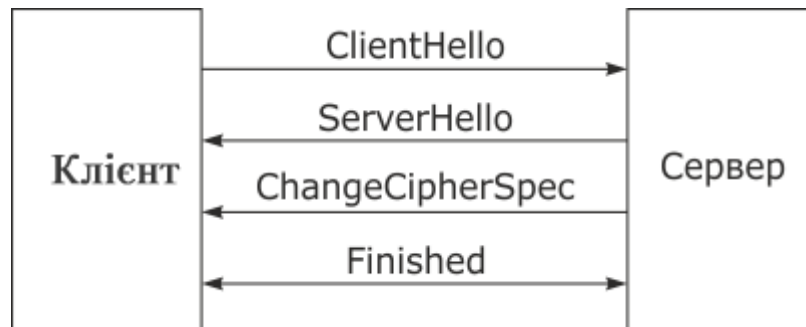 ClientHello
ServerHello
Клієнт
ChangeCipherSpec
Сервер
Finished